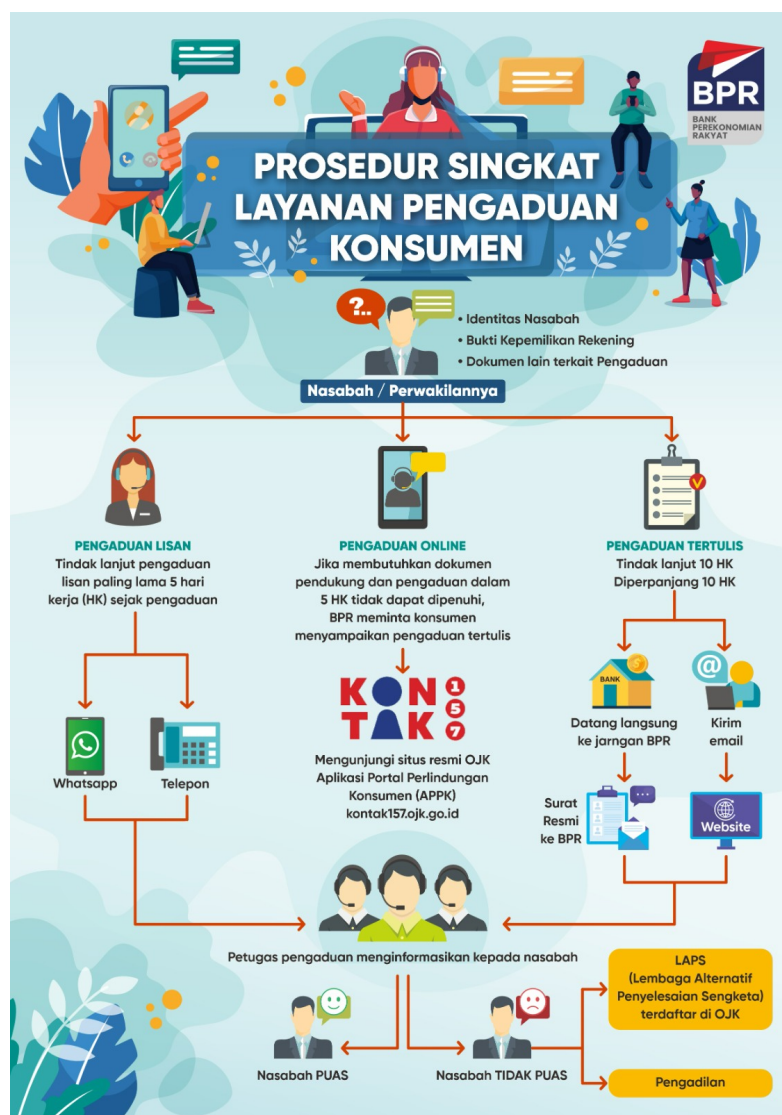 BPR
BANK
PEREKONOMIAN
RAKYAT
PROSEDUR SINGKAT
LAYANAN PENGADUAN
KONSUMEN
?..
• Identitas Nasabah
• Bukti Kepemilikan Rekening
• Dokumen lain terkait Pengaduan
Nasabah / Perwakilannya
PENGADUAN LISAN
Tindak lanjut pengaduan
lisan paling lama 5 hari
kerja (HK) sejak pengaduan
Whatsapp
Telepon
PENGADUAN ONLINE
Jika membutuhkan dokumen
pendukung dan pengaduan dalam
5 HK tidak dapat dipenuhi,
BPR meminta konsumen
menyampaikan pengaduan tertulis
KONTAK 157
Mengunjungi situs resmi OJK
Aplikasi Portal Perlindungan
Konsumen (APPK)
kontak157.ojk.go.id
PENGADUAN TERTULIS
Tindak lanjut 10 HK
Diperpanjang 10 HK
BANK
$
@
Datang langsung
ke jarngan BPR
Kirim
email
Surat
Resmi
ke BPR
Website
Petugas pengaduan menginformasikan kepada nasabah
Nasabah PUAS
Nasabah TIDAK PUAS
LAPS
(Lembaga Alternatif
Penyelesaian Sengketa)
terdaftar di OJK
Pengadilan